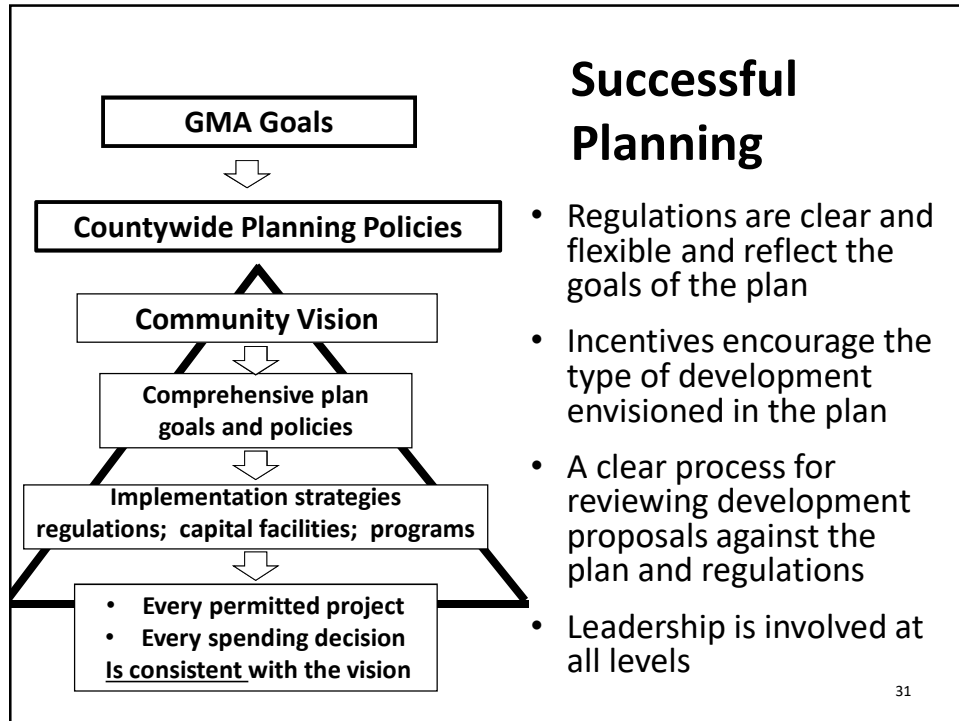 Successful
Planning
GMA Goals
Countywide Planning Policies
Community Vision
Comprehensive plan
goals and policies
Implementation strategies
regulations; capital facilities; programs
• Every permitted project
• Every spending decision
Is consistent with the vision
• Regulations are clear and
flexible and reflect the
goals of the plan
• Incentives encourage the
type of development
envisioned in the plan
• A clear process for
reviewing development
proposals against the
plan and regulations
• Leadership is involved at
all levels
31